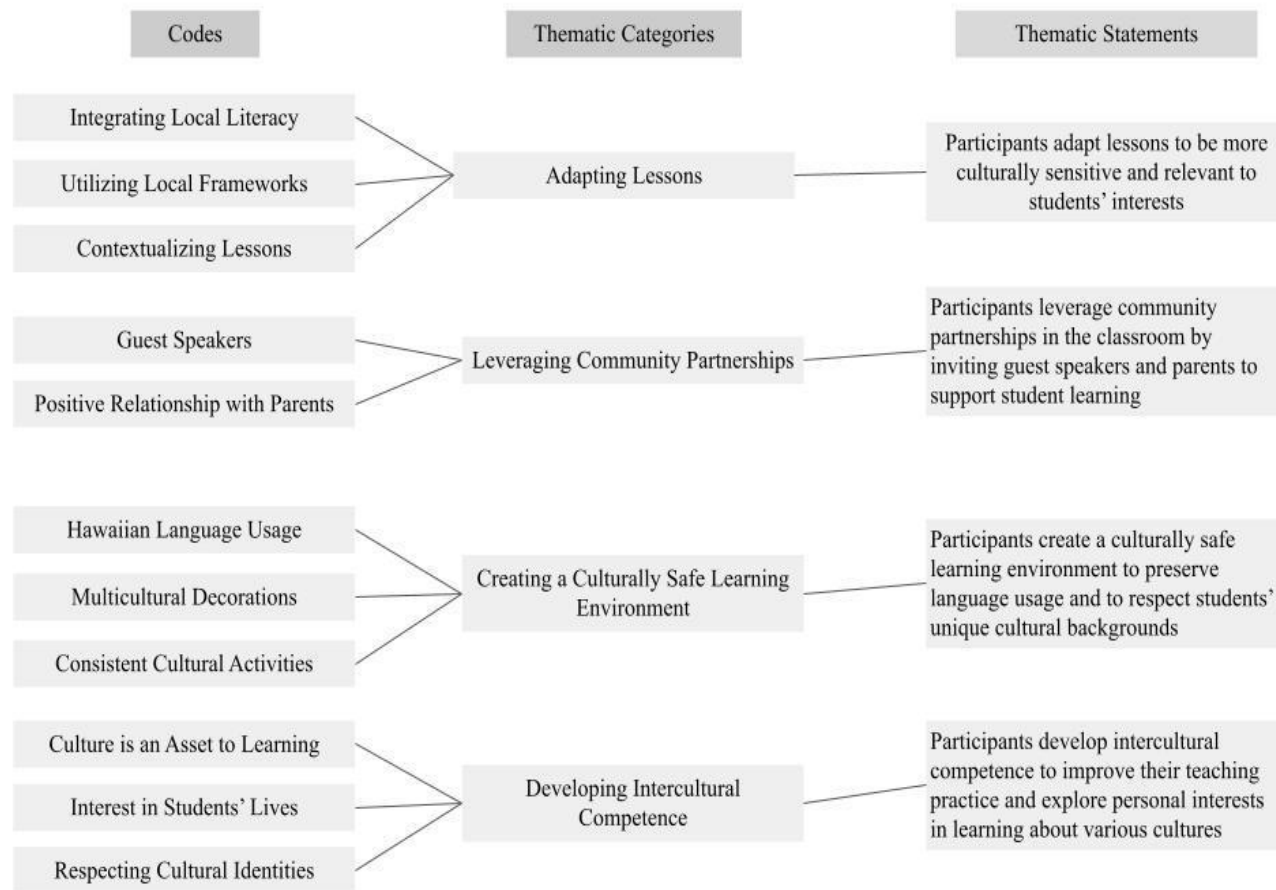 Codes
Thematic Categories
Thematic Statements
Integrating Local Literacy
Utilizing Local Frameworks
Contextualizing Lessons
Adapting Lessons
Participants adapt lessons to be more
culturally sensitive and relevant to
students’ interests
Guest Speakers
Positive Relationship with Parents
Leveraging Community Partnerships
Participants leverage community
partnerships in the classroom by
inviting guest speakers and parents to
support student learning
Hawaiian Language Usage
Multicultural Decorations
Consistent Cultural Activities
Creating a Culturally Safe Learning
Environment
Participants create a culturally safe
learning environment to preserve
language usage and to respect students’
unique cultural backgrounds
Culture is an Asset to Learning
Interest in Students’ Lives
Respecting Cultural Identities
Developing Intercultural
Competence
Participants develop intercultural
competence to improve their teaching
practice and explore personal interests
in learning about various cultures